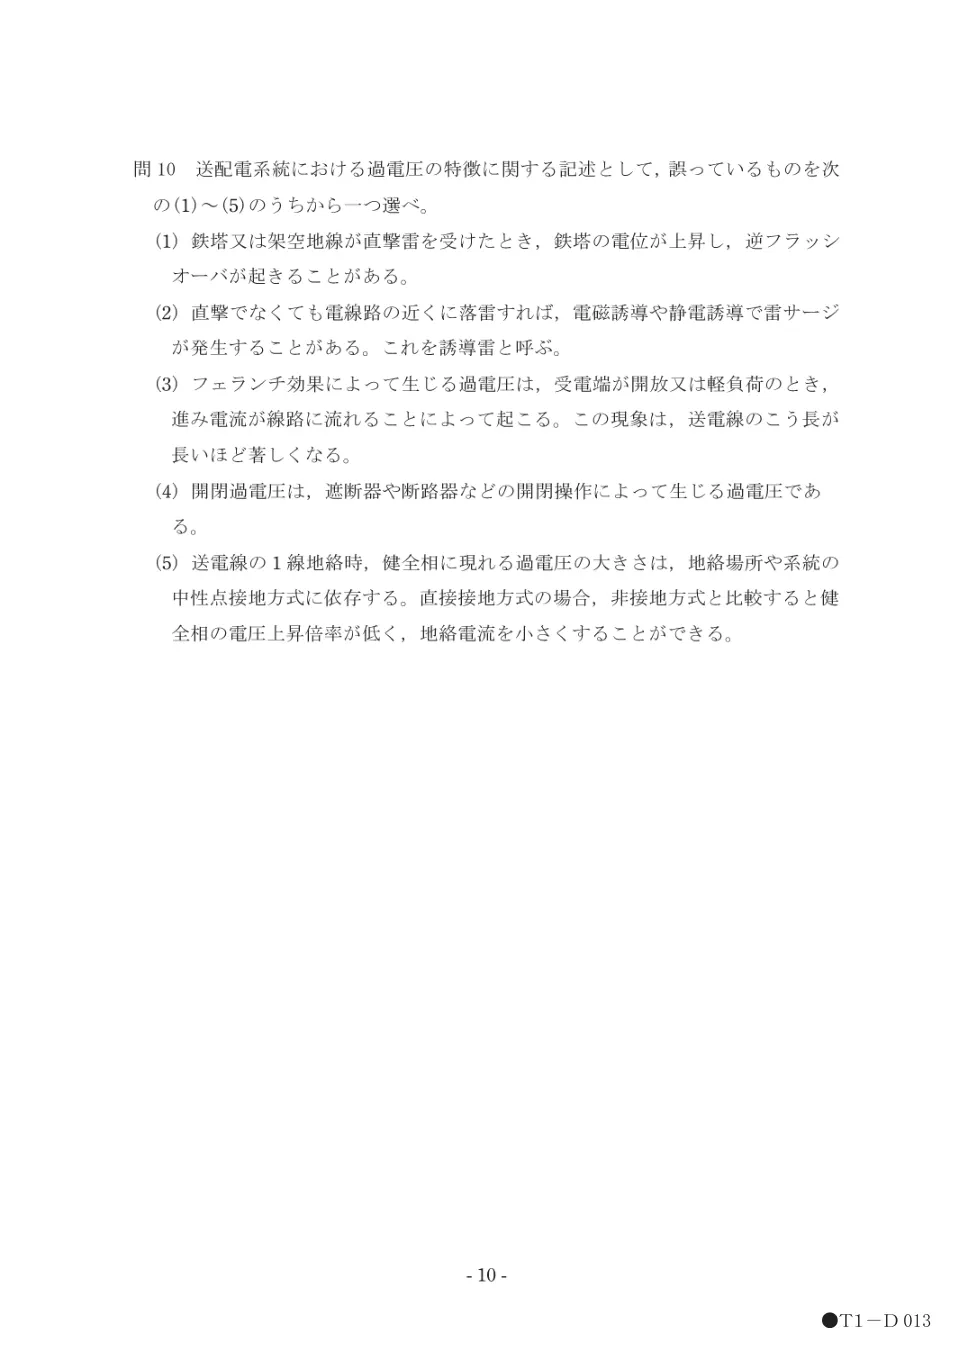 問 10　送配電系統における過電圧の特徴に関する記述として，誤っているものを次
の(1)～(5)のうちから一つ選べ。
(1) 鉄塔又は架空地線が直撃雷を受けたとき，鉄塔の電位が上昇し，逆フラッシ
オーバが起きることがある。
(2) 直撃でなくても電線路の近くに落雷すれば，電磁誘導や静電誘導で雷サージ
が発生することがある。これを誘導雷と呼ぶ。
(3) フェランチ効果によって生じる過電圧は，受電端が開放又は軽負荷のとき，
進み電流が線路に流れることによって起こる。この現象は，送電線のこう長が
長いほど著しくなる。
(4) 開閉過電圧は，遮断器や断路器などの開閉操作によって生じる過電圧であ
る。
(5) 送電線の１線地絡時，健全相に現れる過電圧の大きさは，地絡場所や系統の
中性点接地方式に依存する。直接接地方式の場合，非接地方式と比較すると健
全相の電圧上昇倍率が低く，地絡電流を小さくすることができる。
- 10 -
●T1－D 013